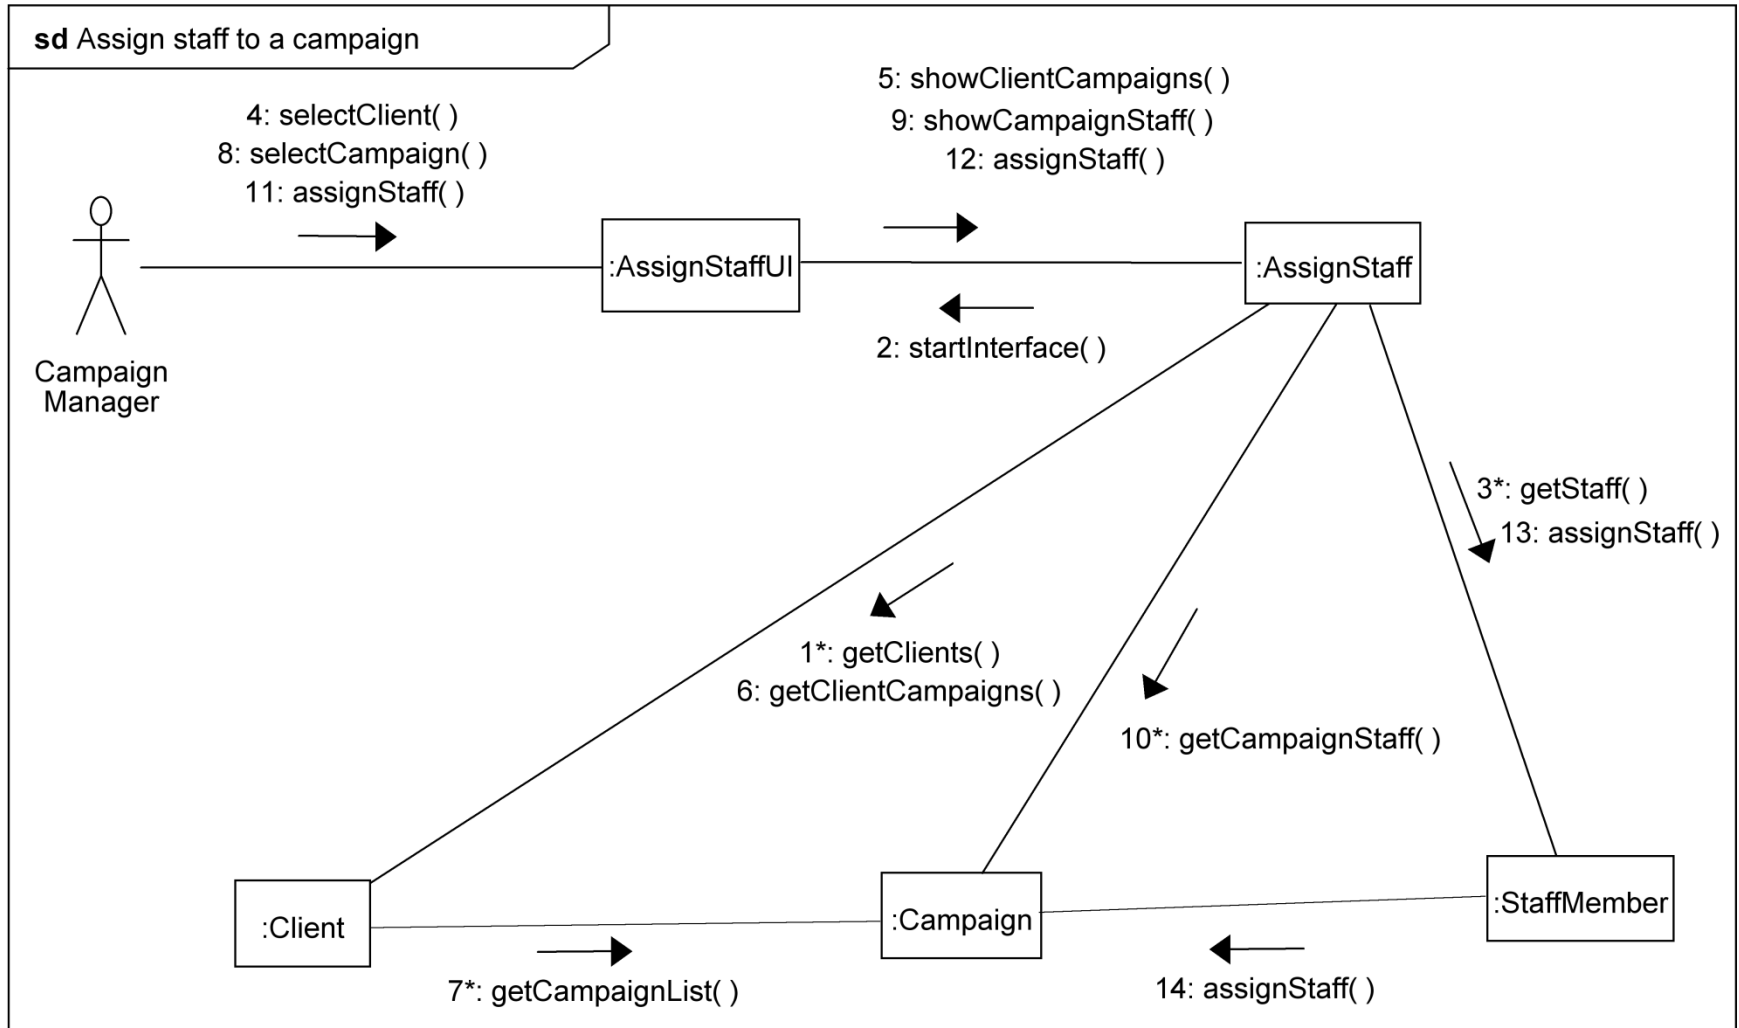 sd Assign staff to a campaign
5: showClientCampaigns( )
4: selectClient( )
9: showCampaignStaff( )
8: selectCampaign( )
12: assignStaff( )
11: assignStaff( )
:AssignStaffUI
:AssignStaff
2: startInterface( )
Campaign
Manager
3*: getStaff( )
13: assignStaff( )
1*: getClients( )
6: getClientCampaigns( )
10*: getCampaignStaff( )
:Client
:Campaign
:StaffMember
7*: getCampaignList( )
14: assignStaff( )